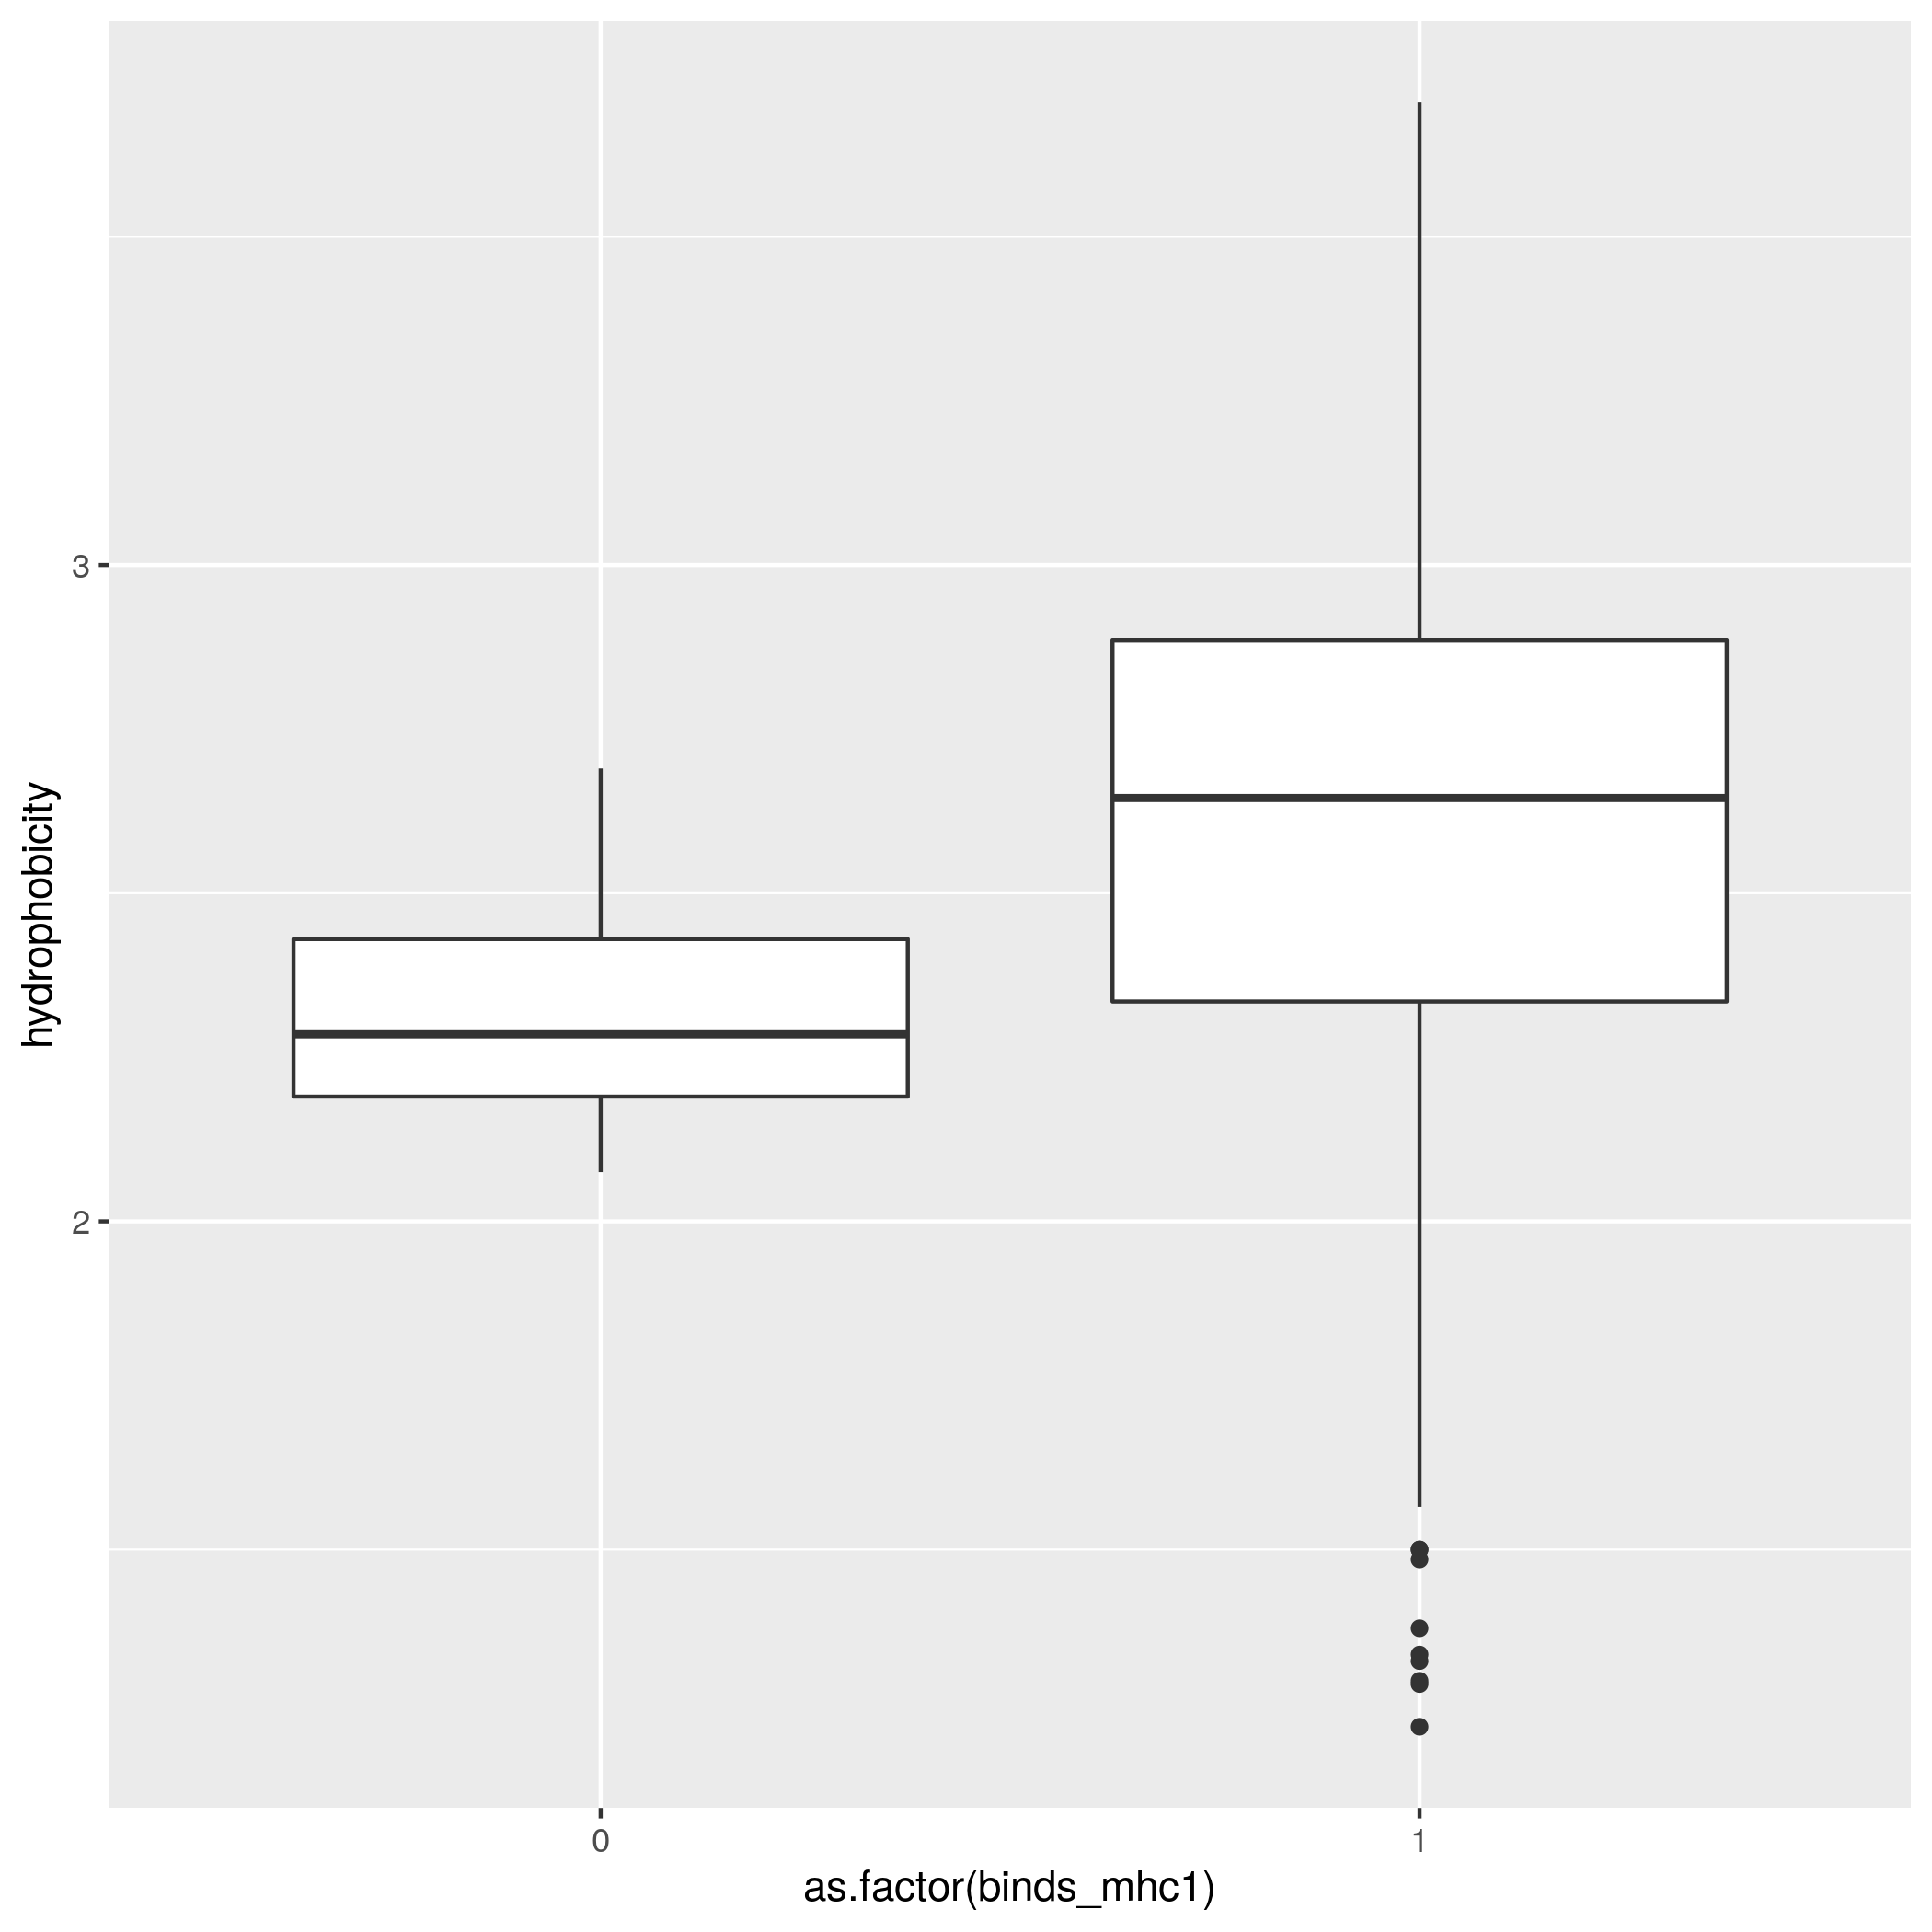 hydrophobicity
3
2
0 1
as.factor(binds_mhc1)